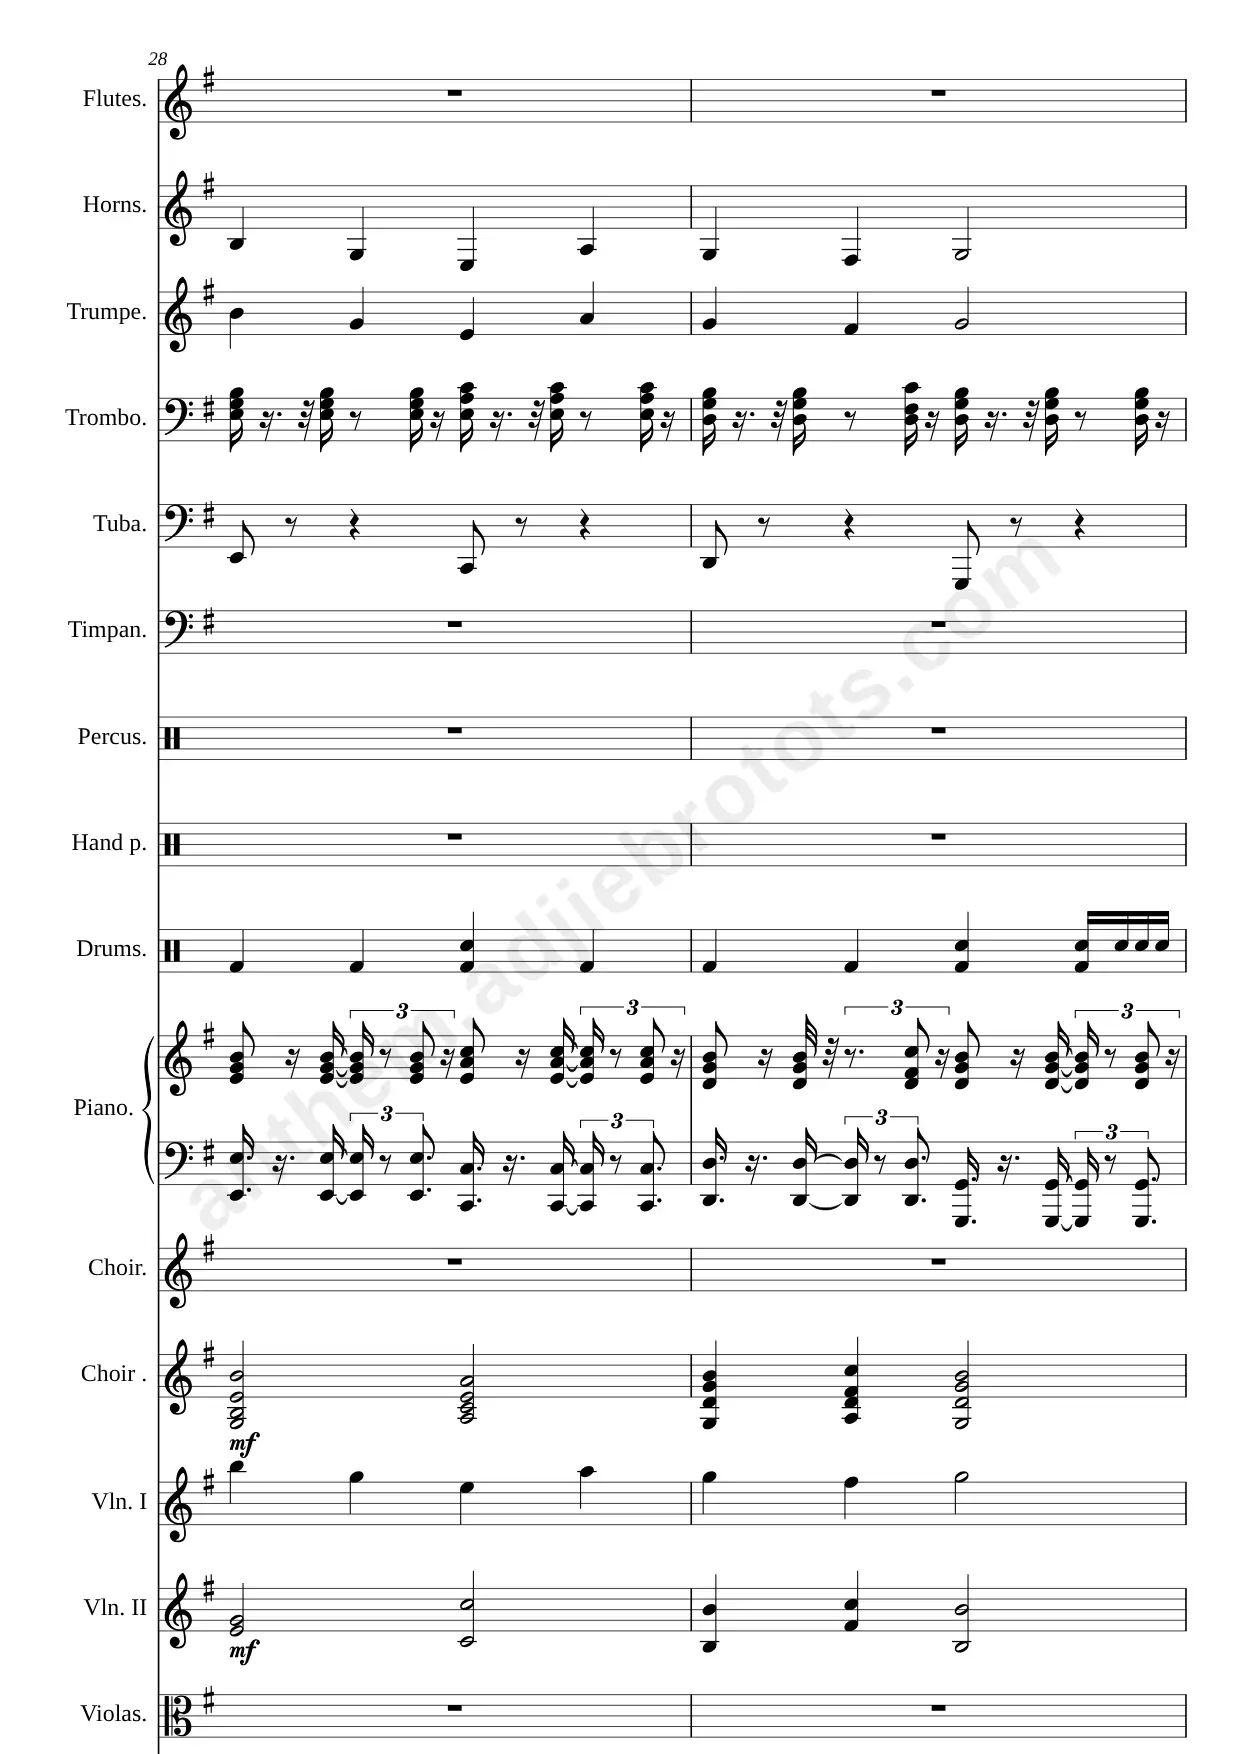 28
Flutes.
Horns.
Trumpe.
Trombo.
Tuba.
Timpan.
Percus.
Hand p.
Drums.
3 3 3 3
Piano.
3 3 3 3
Choir.
Choir .
mf
Vln. I
Vln. II
mf
Violas.
anthem.adjiebrotots.com